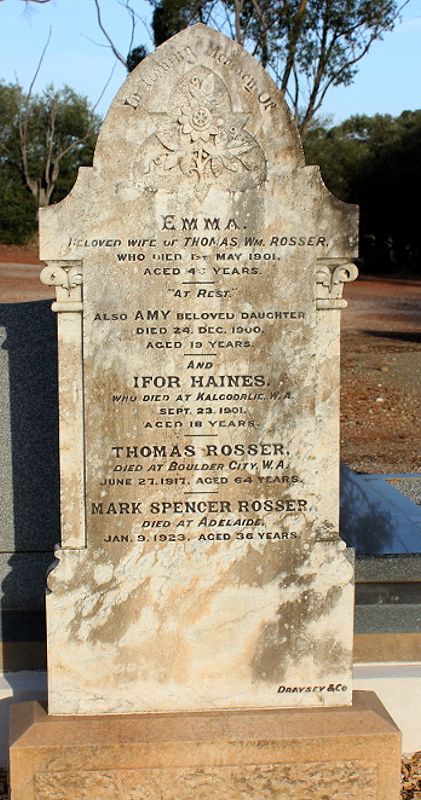 In Loving Memory Of
EMMA.
BELOVED WIFE OF THOMAS WM. ROSSER,
WHO DIED 1ST MAY 1901.
AGED YEARS.
"AT REST."
ALSO AMY BELOVED DAUGHTER
DIED 24. DEC. 1900.
AGED 19 YEARS.
AND
IFOR HAINES.
WHO DIED AT KALGOORLIE, W.A.
SEPT. 23. 1901.
AGED 18 YEARS.
THOMAS ROSSER,
DIED AT BOULDER CITY, W.A.
JUNE 27. 1917. AGED 64 YEARS.
MARK SPENCER ROSSER,
DIED AT ADELAIDE,
JAN. 9. 1923. AGED 36 YEARS.
DRAYSEY & CO